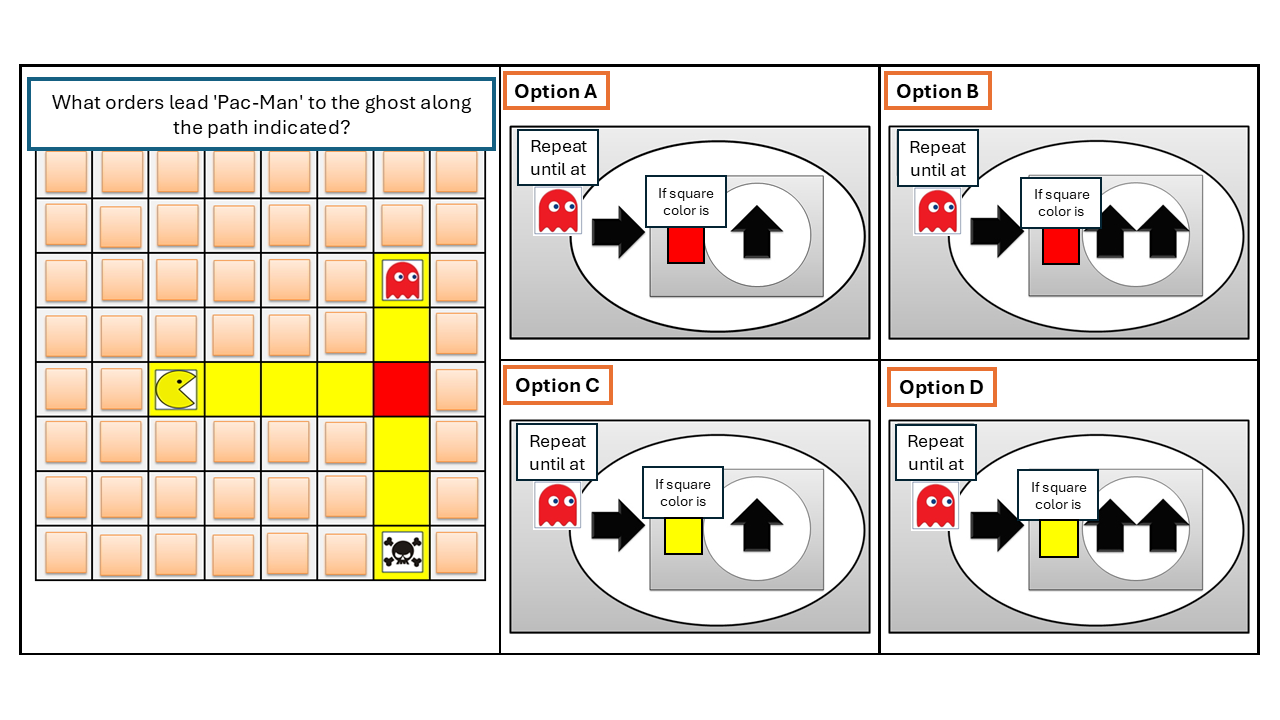 What orders lead 'Pac-Man' to the ghost along
the path indicated?
Option A
Repeat
until at
If square
color is
Option B
Repeat
until at
If square
color is
Option C
Repeat
until at
If square
color is
Option D
Repeat
until at
If square
color is